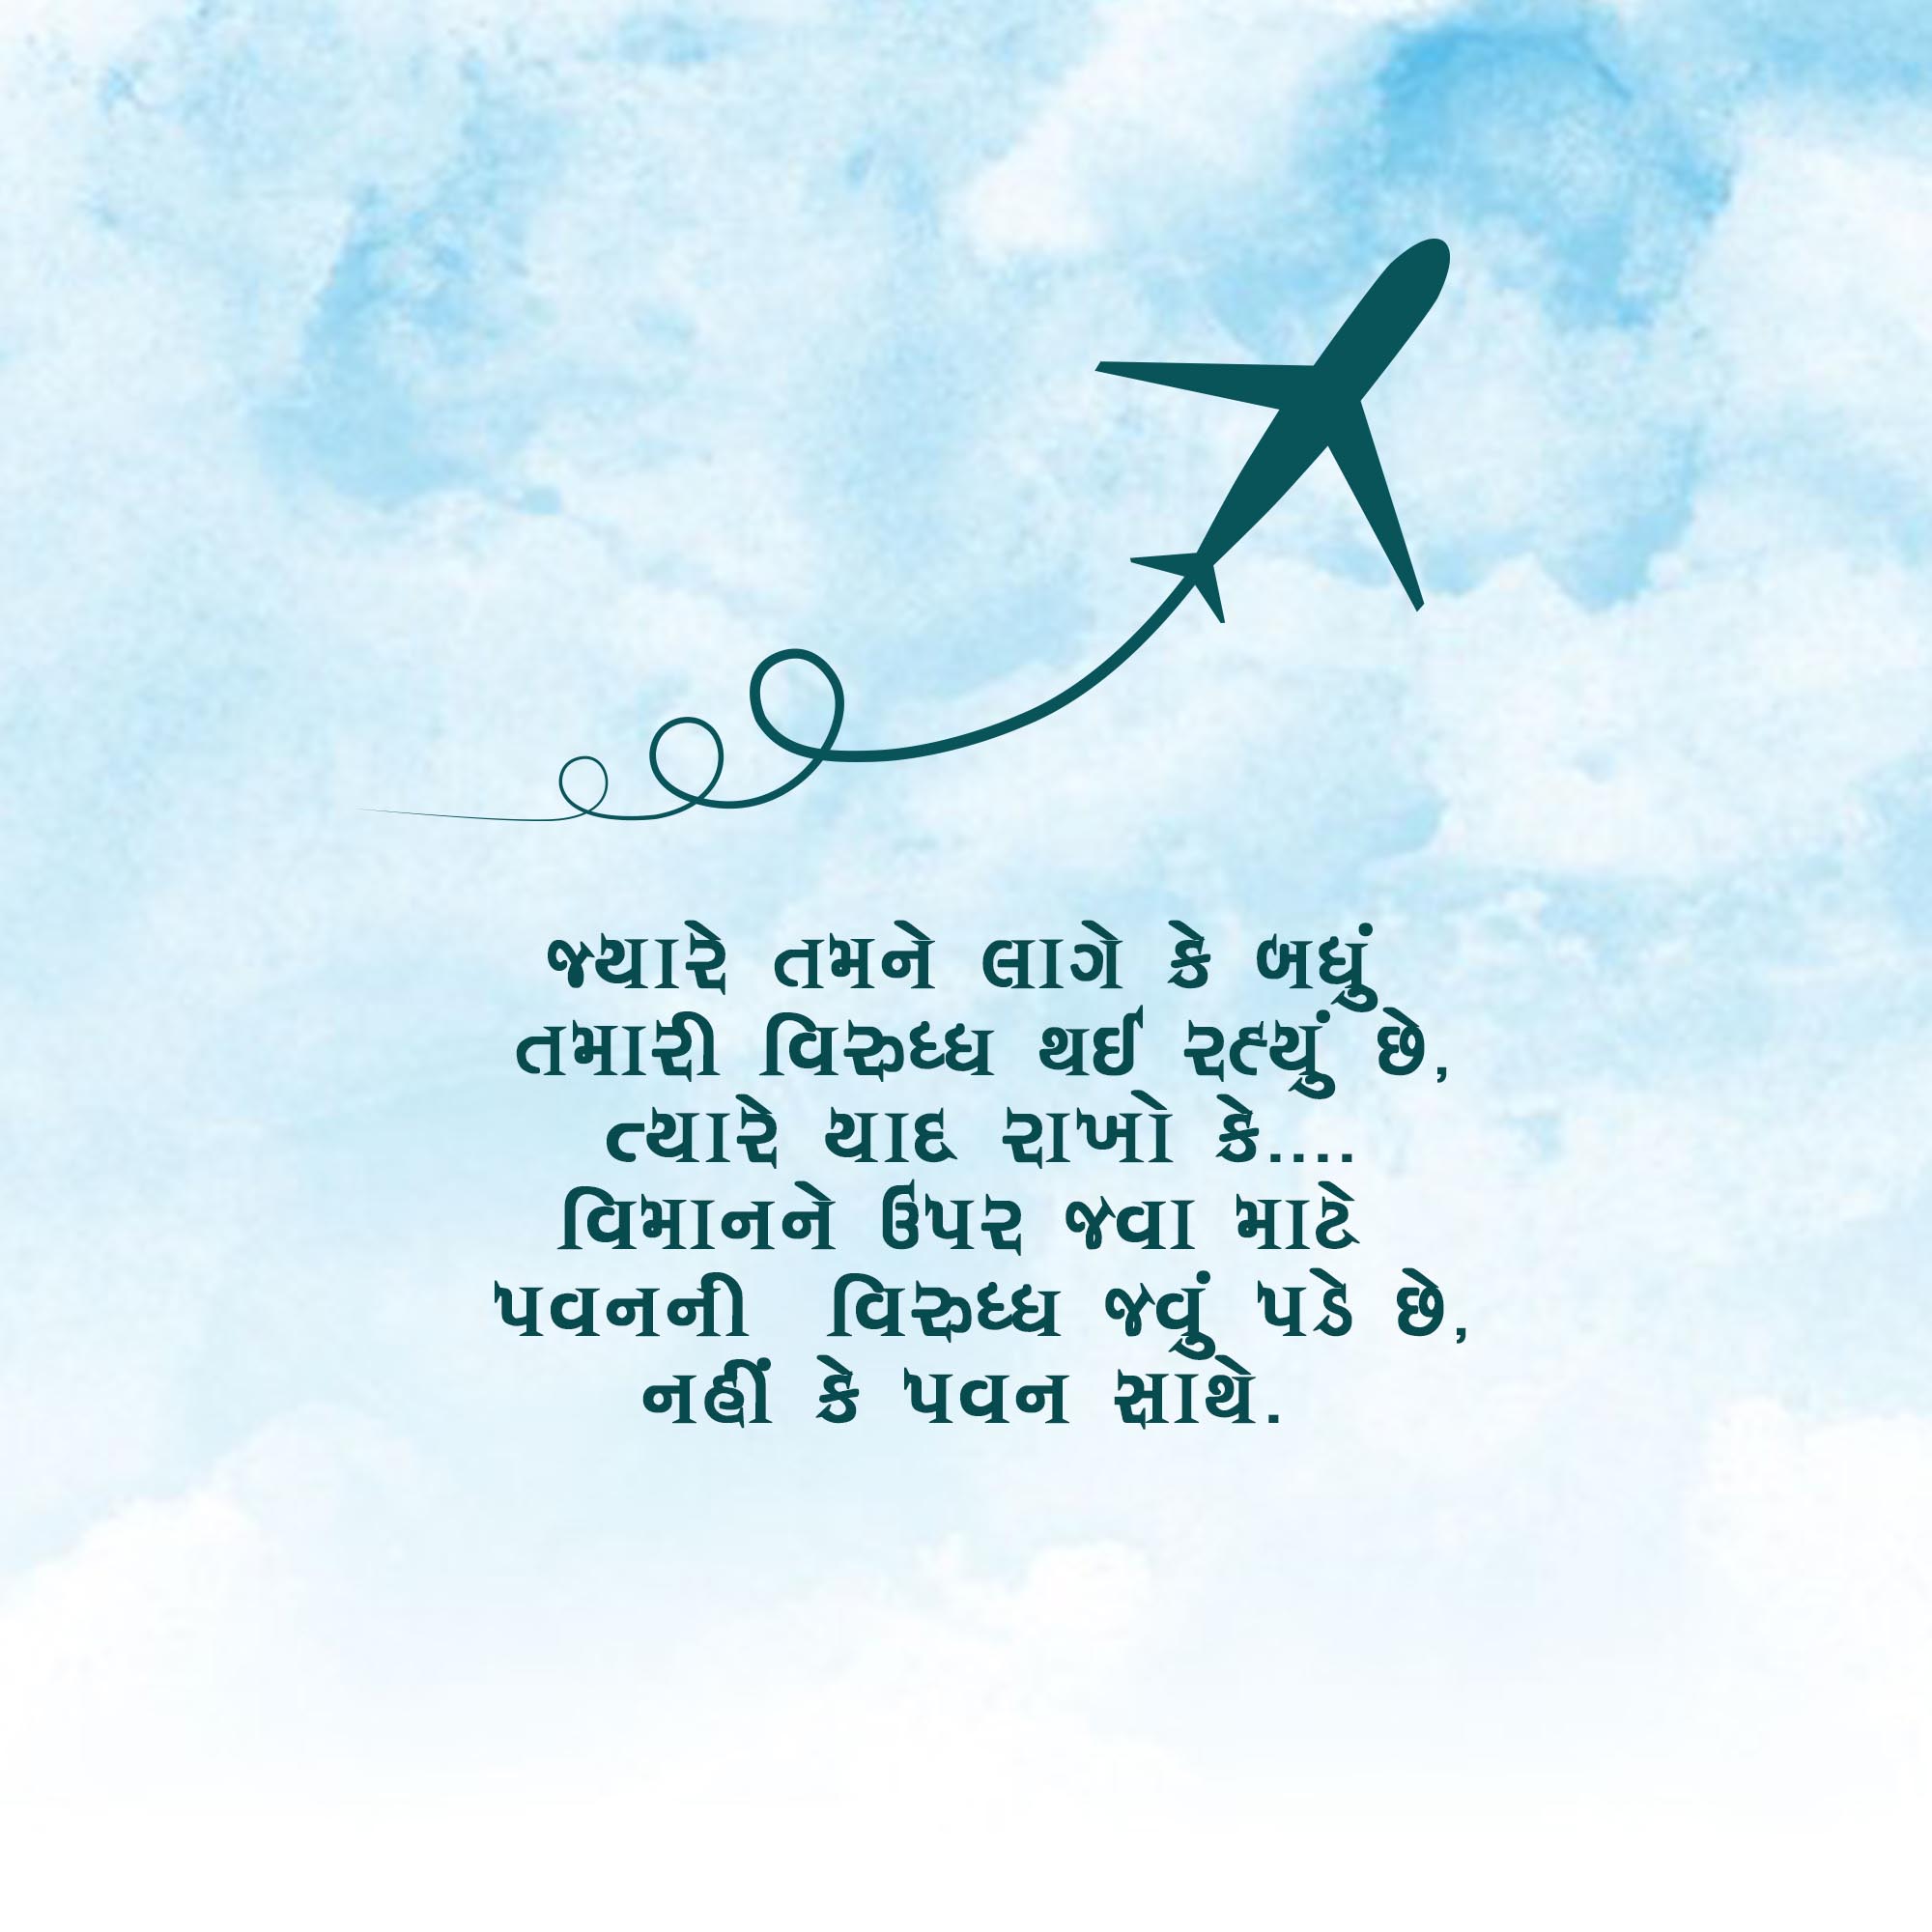 જ્યારે તમને લાગે કે બધું
તમારી વિરુધ્ધ થઈ રહ્યું છે,
ત્યારે યાદ રાખો કે....
વિમાનને ઉપર જવા માટે
પવનની વિરુધ્ધ જવું પડે છે,
નહીં કે પવન સાથે.